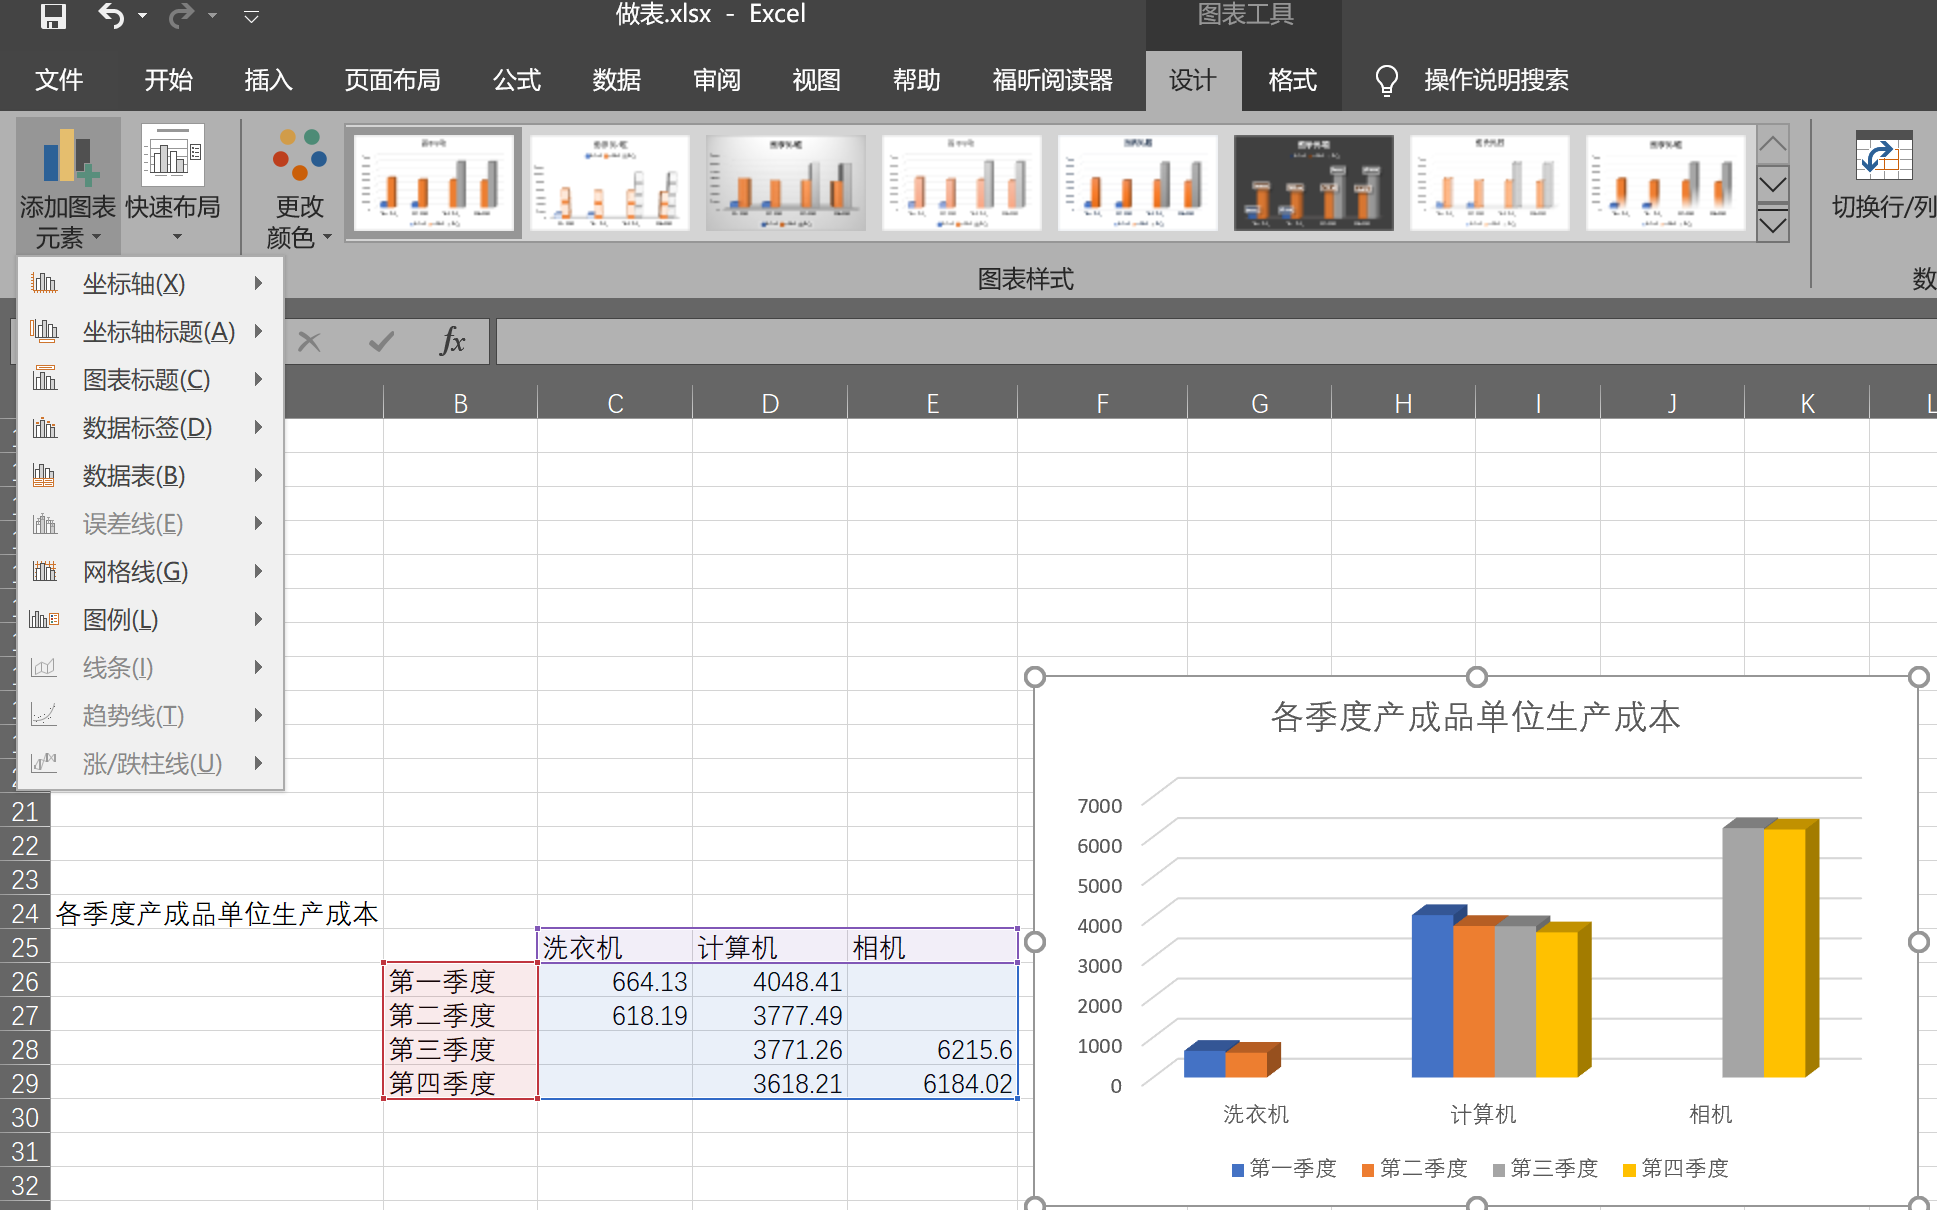 做表.xlsx - Excel
图表工具
文件 开始 插入 页面布局 公式 数据 审阅 视图 帮助 福昕阅读器 设计 格式 操作说明搜索
添加图表元素
快速布局
更改颜色
切换行/列
图表样式
数
fx
坐标轴(X)
坐标轴标题(A)
图表标题(C)
数据标签(D)
数据表(B)
误差线(E)
网格线(G)
图例(L)
线条(I)
趋势线(T)
涨/跌柱线(U)
B C D E F G H I J K L
21
22
23
24 各季度产成品单位生产成本
25 洗衣机 计算机 相机
26 第一季度 664.13 4048.41
27 第二季度 618.19 3777.49
28 第三季度 3771.26 6215.6
29 第四季度 3618.21 6184.02
30
31
32
各季度产成品单位生产成本
7000
6000
5000
4000
3000
2000
1000
0
洗衣机 计算机 相机
第一季度 第二季度 第三季度 第四季度